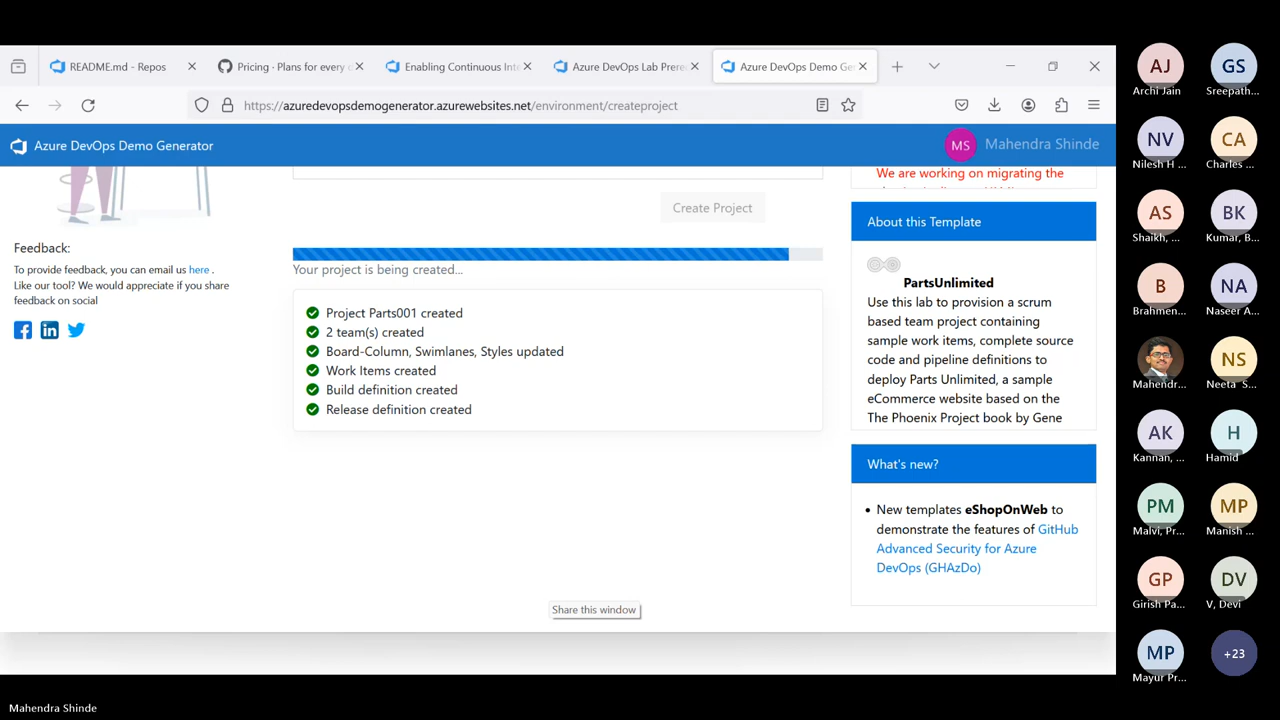 README.md - Repos
Pricing · Plans for every c
Enabling Continuous Inte
Azure DevOps Lab Prere
Azure DevOps Demo Ge
https://azuredevopsdemogenerator.azurewebsites.net/environment/createproject
Azure DevOps Demo Generator
MS
Mahendra Shinde
We are working on migrating the
Create Project
About this Template
Feedback:
To provide feedback, you can email us here .
Like our tool? We would appreciate if you share
feedback on social
Your project is being created...
Project Parts001 created
2 team(s) created
Board-Column, Swimlanes, Styles updated
Work Items created
Build definition created
Release definition created
PartsUnlimited
Use this lab to provision a scrum
based team project containing
sample work items, complete source
code and pipeline definitions to
deploy Parts Unlimited, a sample
eCommerce website based on the
The Phoenix Project book by Gene
What's new?
• New templates eShopOnWeb to
demonstrate the features of GitHub
Advanced Security for Azure
DevOps (GHAzDo)
Share this window
AJ
Archi Jain
GS
Sreepath...
NV
Nilesh H ...
CA
Charles ...
AS
Shaikh, ...
BK
Kumar, B...
B
Brahmen...
NA
Naseer A...
Mahendr...
NS
Neeta S...
AK
Kannan, ...
H
Hamid
PM
Malvi, Pr...
MP
Manish ...
GP
Girish Pa...
DV
V, Devi
MP
Mayur Pr...
+23
Mahendra Shinde